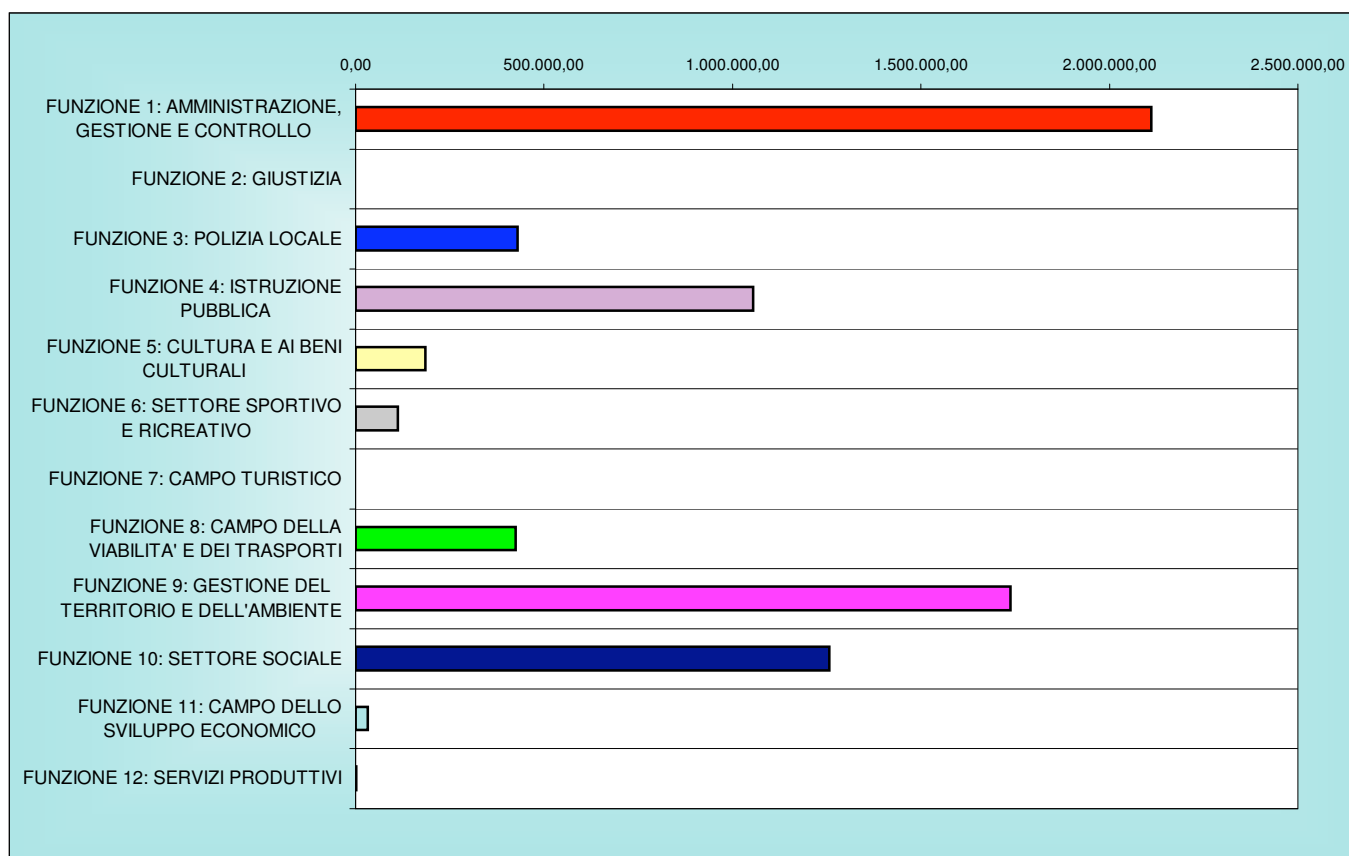 0,00 500.000,00 1.000.000,00 1.500.000,00 2.000.000,00 2.500.000,00
FUNZIONE 1: AMMINISTRAZIONE,
GESTIONE E CONTROLLO
FUNZIONE 2: GIUSTIZIA
FUNZIONE 3: POLIZIA LOCALE
FUNZIONE 4: ISTRUZIONE
PUBBLICA
FUNZIONE 5: CULTURA E AI BENI
CULTURALI
FUNZIONE 6: SETTORE SPORTIVO
E RICREATIVO
FUNZIONE 7: CAMPO TURISTICO
FUNZIONE 8: CAMPO DELLA
VIABILITA' E DEI TRASPORTI
FUNZIONE 9: GESTIONE DEL
TERRITORIO E DELL'AMBIENTE
FUNZIONE 10: SETTORE SOCIALE
FUNZIONE 11: CAMPO DELLO
SVILUPPO ECONOMICO
FUNZIONE 12: SERVIZI PRODUTTIVI